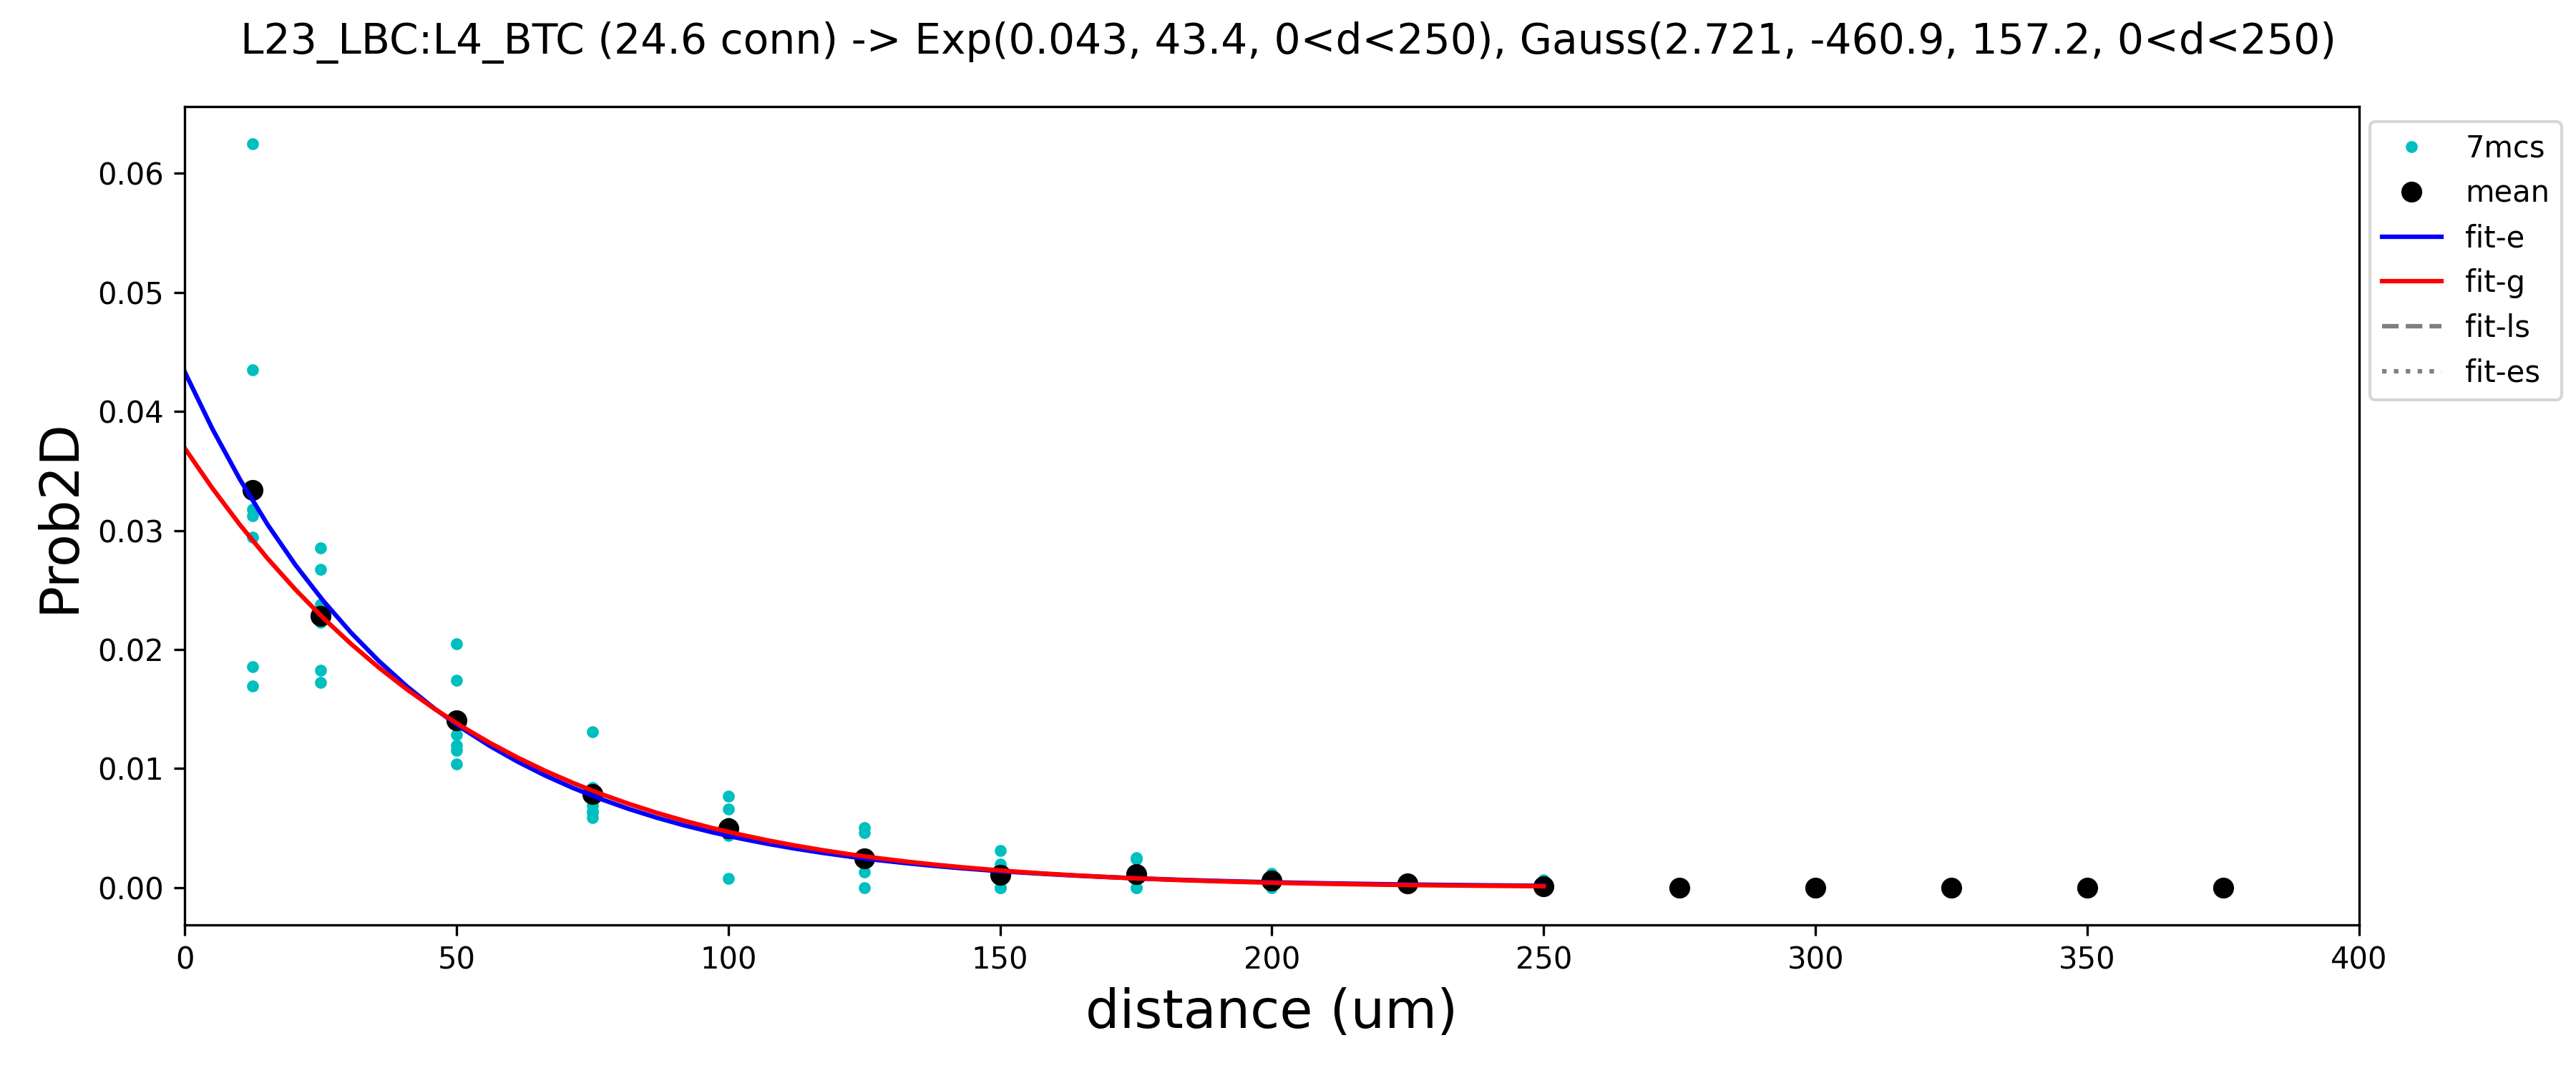 L23_LBC:L4_BTC (24.6 conn) -> Exp(0.043, 43.4, 0<d<250), Gauss(2.721, -460.9, 157.2, 0<d<250)
7mcs
mean
fit-e
fit-g
fit-ls
fit-es
Prob2D
0.06
0.05
0.04
0.03
0.02
0.01
0.00
0 50 100 150 200 250 300 350 400
distance (um)